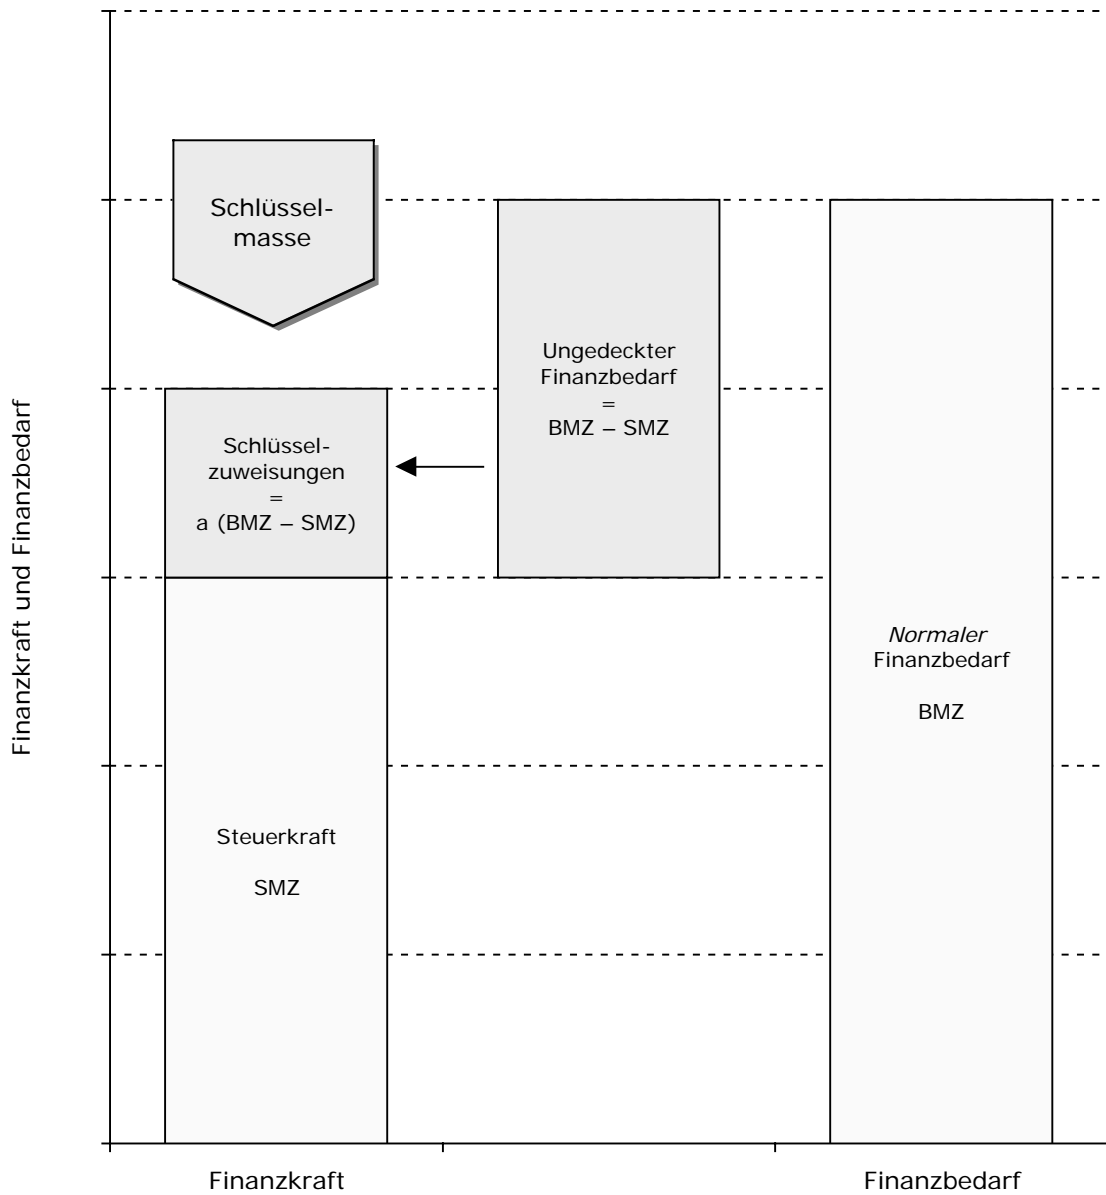 Finanzkraft und Finanzbedarf
Schlüssel-
masse
Ungedeckter
Finanzbedarf
=
BMZ – SMZ
Schlüssel-
zuweisungen
=
a (BMZ – SMZ)
Normaler
Finanzbedarf
BMZ
Steuerkraft
SMZ
Finanzkraft
Finanzbedarf